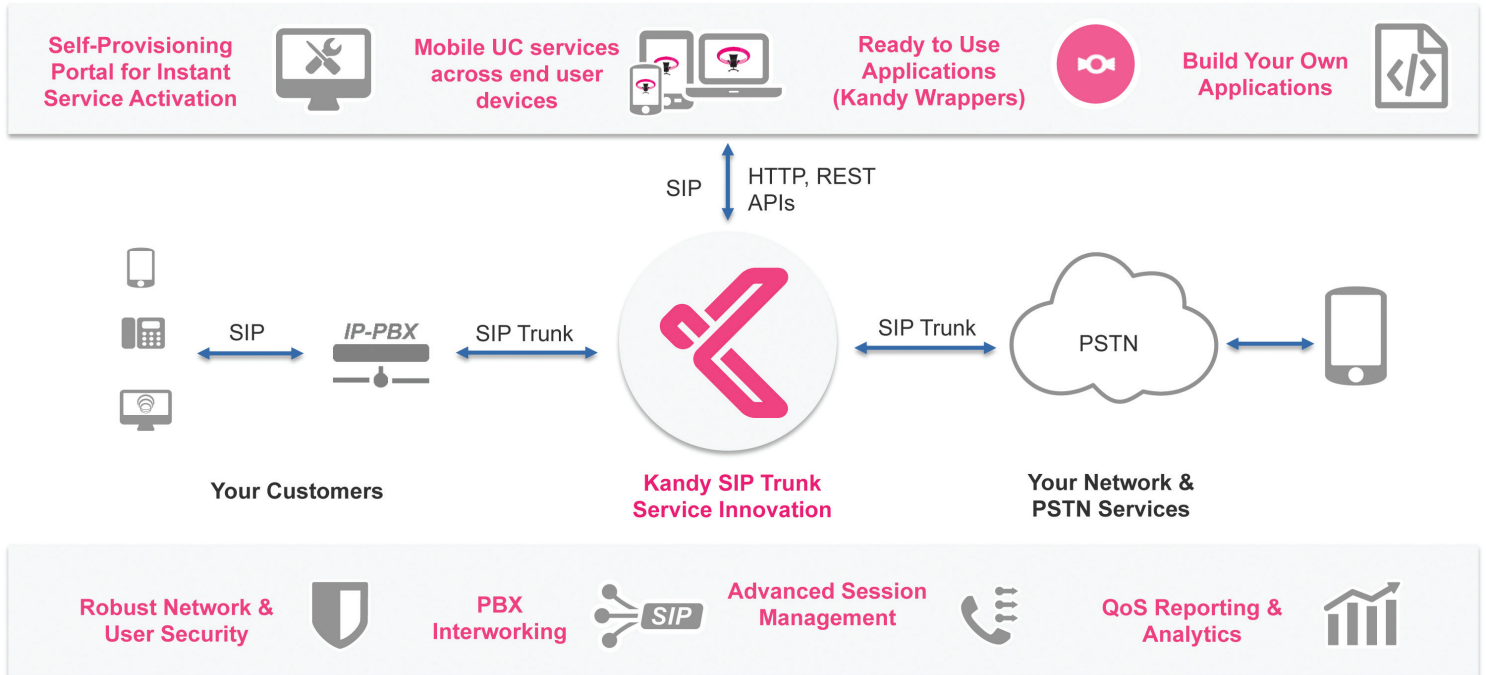 Self-Provisioning
Portal for Instant
Service Activation
Mobile UC services
across end user
devices
Ready to Use
Applications
(Kandy Wrappers)
Build Your Own
Applications
</>
SIP
HTTP, REST
APIs
SIP
IP-PBX
SIP Trunk
SIP Trunk
PSTN
Your Customers
Kandy SIP Trunk
Service Innovation
Your Network &
PSTN Services
Robust Network &
User Security
PBX
Interworking
SIP
Advanced Session
Management
QoS Reporting &
Analytics